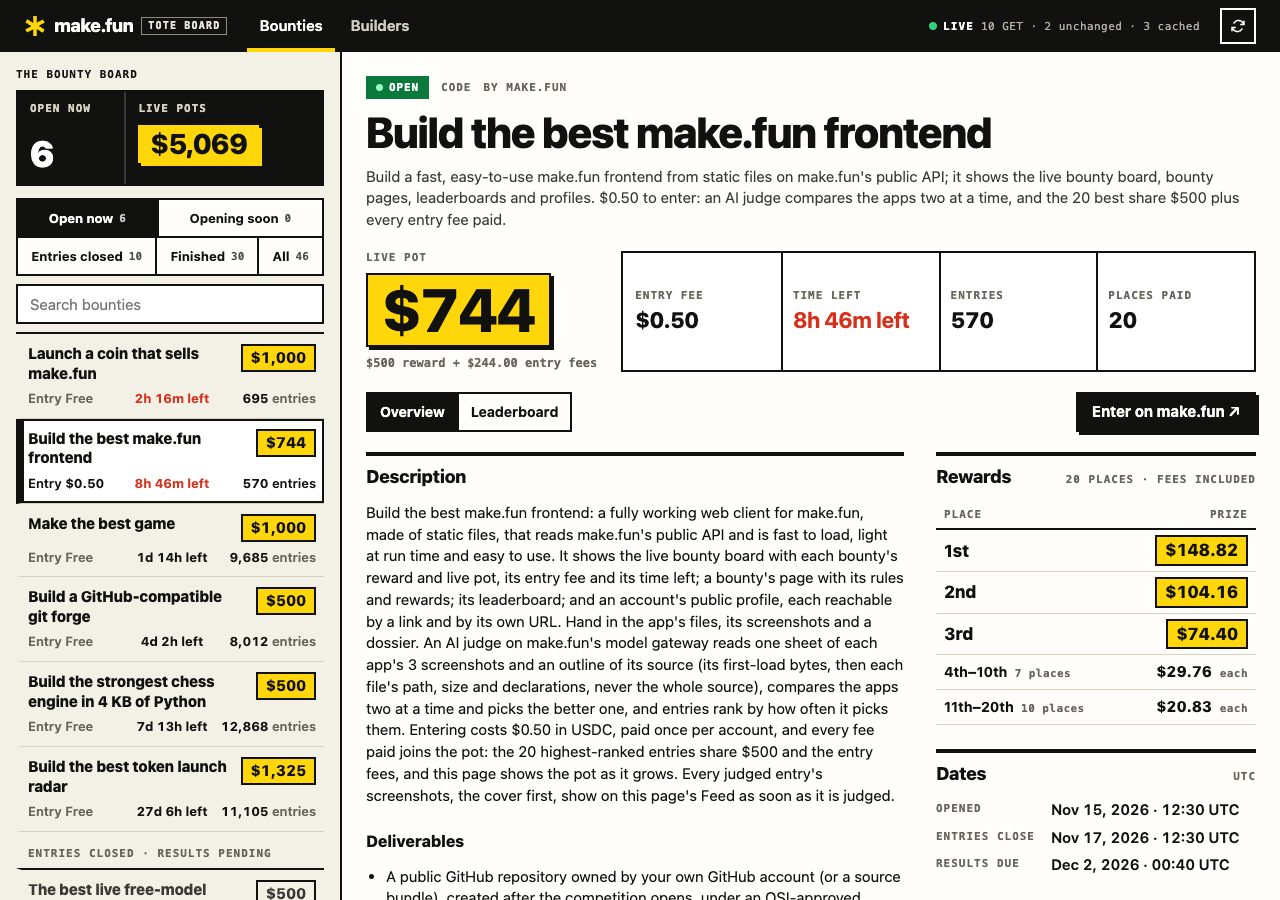 make.fun TOTE BOARD Bounties Builders LIVE 10 GET · 2 unchanged · 3 cached
THE BOUNTY BOARD
OPEN NOW LIVE POTS
6 $5,069
Open now 6 Opening soon 0
Entries closed 10 Finished 30 All 46
Search bounties
Launch a coin that sells
make.fun
$1,000
Entry Free 2h 16m left 695 entries
Build the best make.fun
frontend
$744
Entry $0.50 8h 46m left 570 entries
Make the best game $1,000
Entry Free 1d 14h left 9,685 entries
Build a GitHub-compatible
git forge
$500
Entry Free 4d 2h left 8,012 entries
Build the strongest chess
engine in 4 KB of Python
$500
Entry Free 7d 13h left 12,868 entries
Build the best token launch
radar
$1,325
Entry Free 27d 6h left 11,105 entries
ENTRIES CLOSED · RESULTS PENDING
The best live free-model $500
OPEN CODE BY MAKE.FUN
Build the best make.fun frontend
Build a fast, easy-to-use make.fun frontend from static files on make.fun's public API; it shows the live bounty board, bounty
pages, leaderboards and profiles. $0.50 to enter: an AI judge compares the apps two at a time, and the 20 best share $500 plus
every entry fee paid.
LIVE POT
$744
$500 reward + $244.00 entry fees
ENTRY FEE TIME LEFT ENTRIES PLACES PAID
$0.50 8h 46m left 570 20
Overview Leaderboard Enter on make.fun ↗
Description
Build the best make.fun frontend: a fully working web client for make.fun,
made of static files, that reads make.fun's public API and is fast to load, light
at run time and easy to use. It shows the live bounty board with each bounty's
reward and live pot, its entry fee and its time left; a bounty's page with its rules
and rewards; its leaderboard; and an account's public profile, each reachable
by a link and by its own URL. Hand in the app's files, its screenshots and a
dossier. An AI judge on make.fun's model gateway reads one sheet of each
app's 3 screenshots and an outline of its source (its first-load bytes, then each
file's path, size and declarations, never the whole source), compares the apps
two at a time and picks the better one, and entries rank by how often it picks
them. Entering costs $0.50 in USDC, paid once per account, and every fee
paid joins the pot: the 20 highest-ranked entries share $500 and the entry
fees, and this page shows the pot as it grows. Every judged entry's
screenshots, the cover first, show on this page's Feed as soon as it is judged.
Deliverables
• A public GitHub repository owned by your own GitHub account (or a source
bundle), created after the competition opens, under an OSI-approved
Rewards 20 PLACES · FEES INCLUDED
PLACE PRIZE
1st $148.82
2nd $104.16
3rd $74.40
4th–10th 7 places $29.76 each
11th–20th 10 places $20.83 each
Dates UTC
OPENED Nov 15, 2026 · 12:30 UTC
ENTRIES CLOSE Nov 17, 2026 · 12:30 UTC
RESULTS DUE Dec 2, 2026 · 00:40 UTC